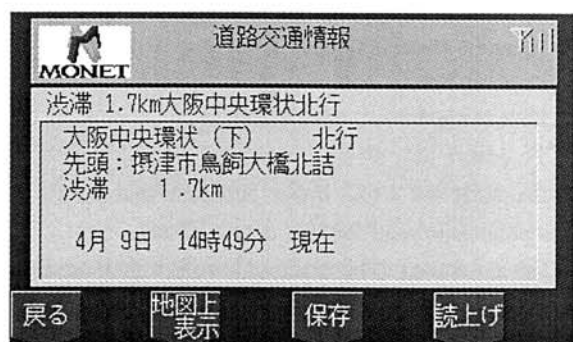 MONET
道路交通情報
渋滞 1.7km大阪中央環状北行
大阪中央環状（下） 北行
先頭：摂津市鳥飼大橋北詰
渋滞 1.7km
4月 9日 14時49分 現在
戻る
地図上
表示
保存
読上げ